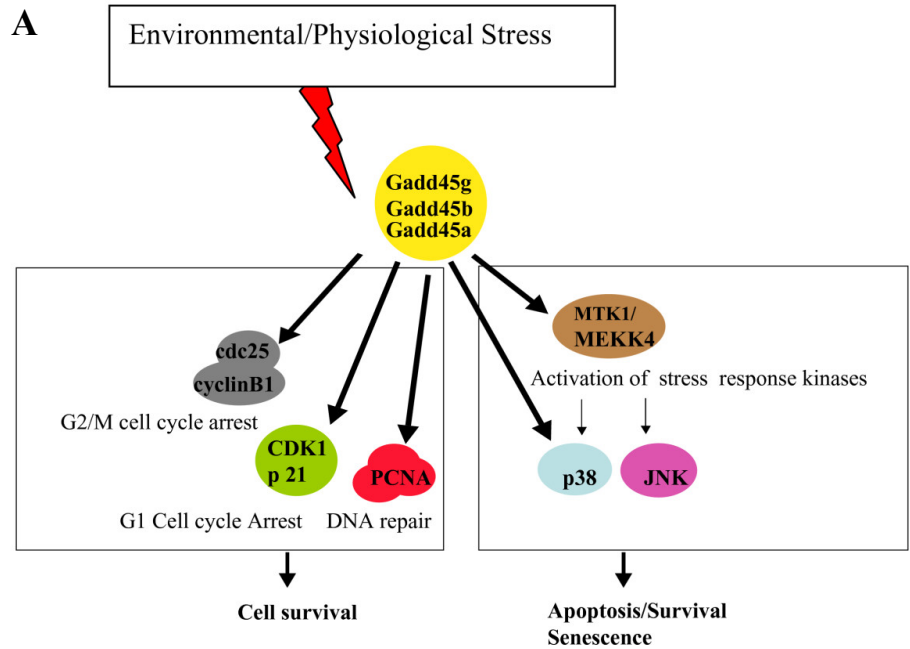 A
Environmental/Physiological Stress
Gadd45g
Gadd45b
Gadd45a
cdc25
cyclinB1
G2/M cell cycle arrest
CDK1
p 21
PCNA
G1 Cell cycle Arrest
DNA repair
MTK1/
MEKK4
Activation of stress response kinases
p38
JNK
Cell survival
Apoptosis/Survival
Senescence